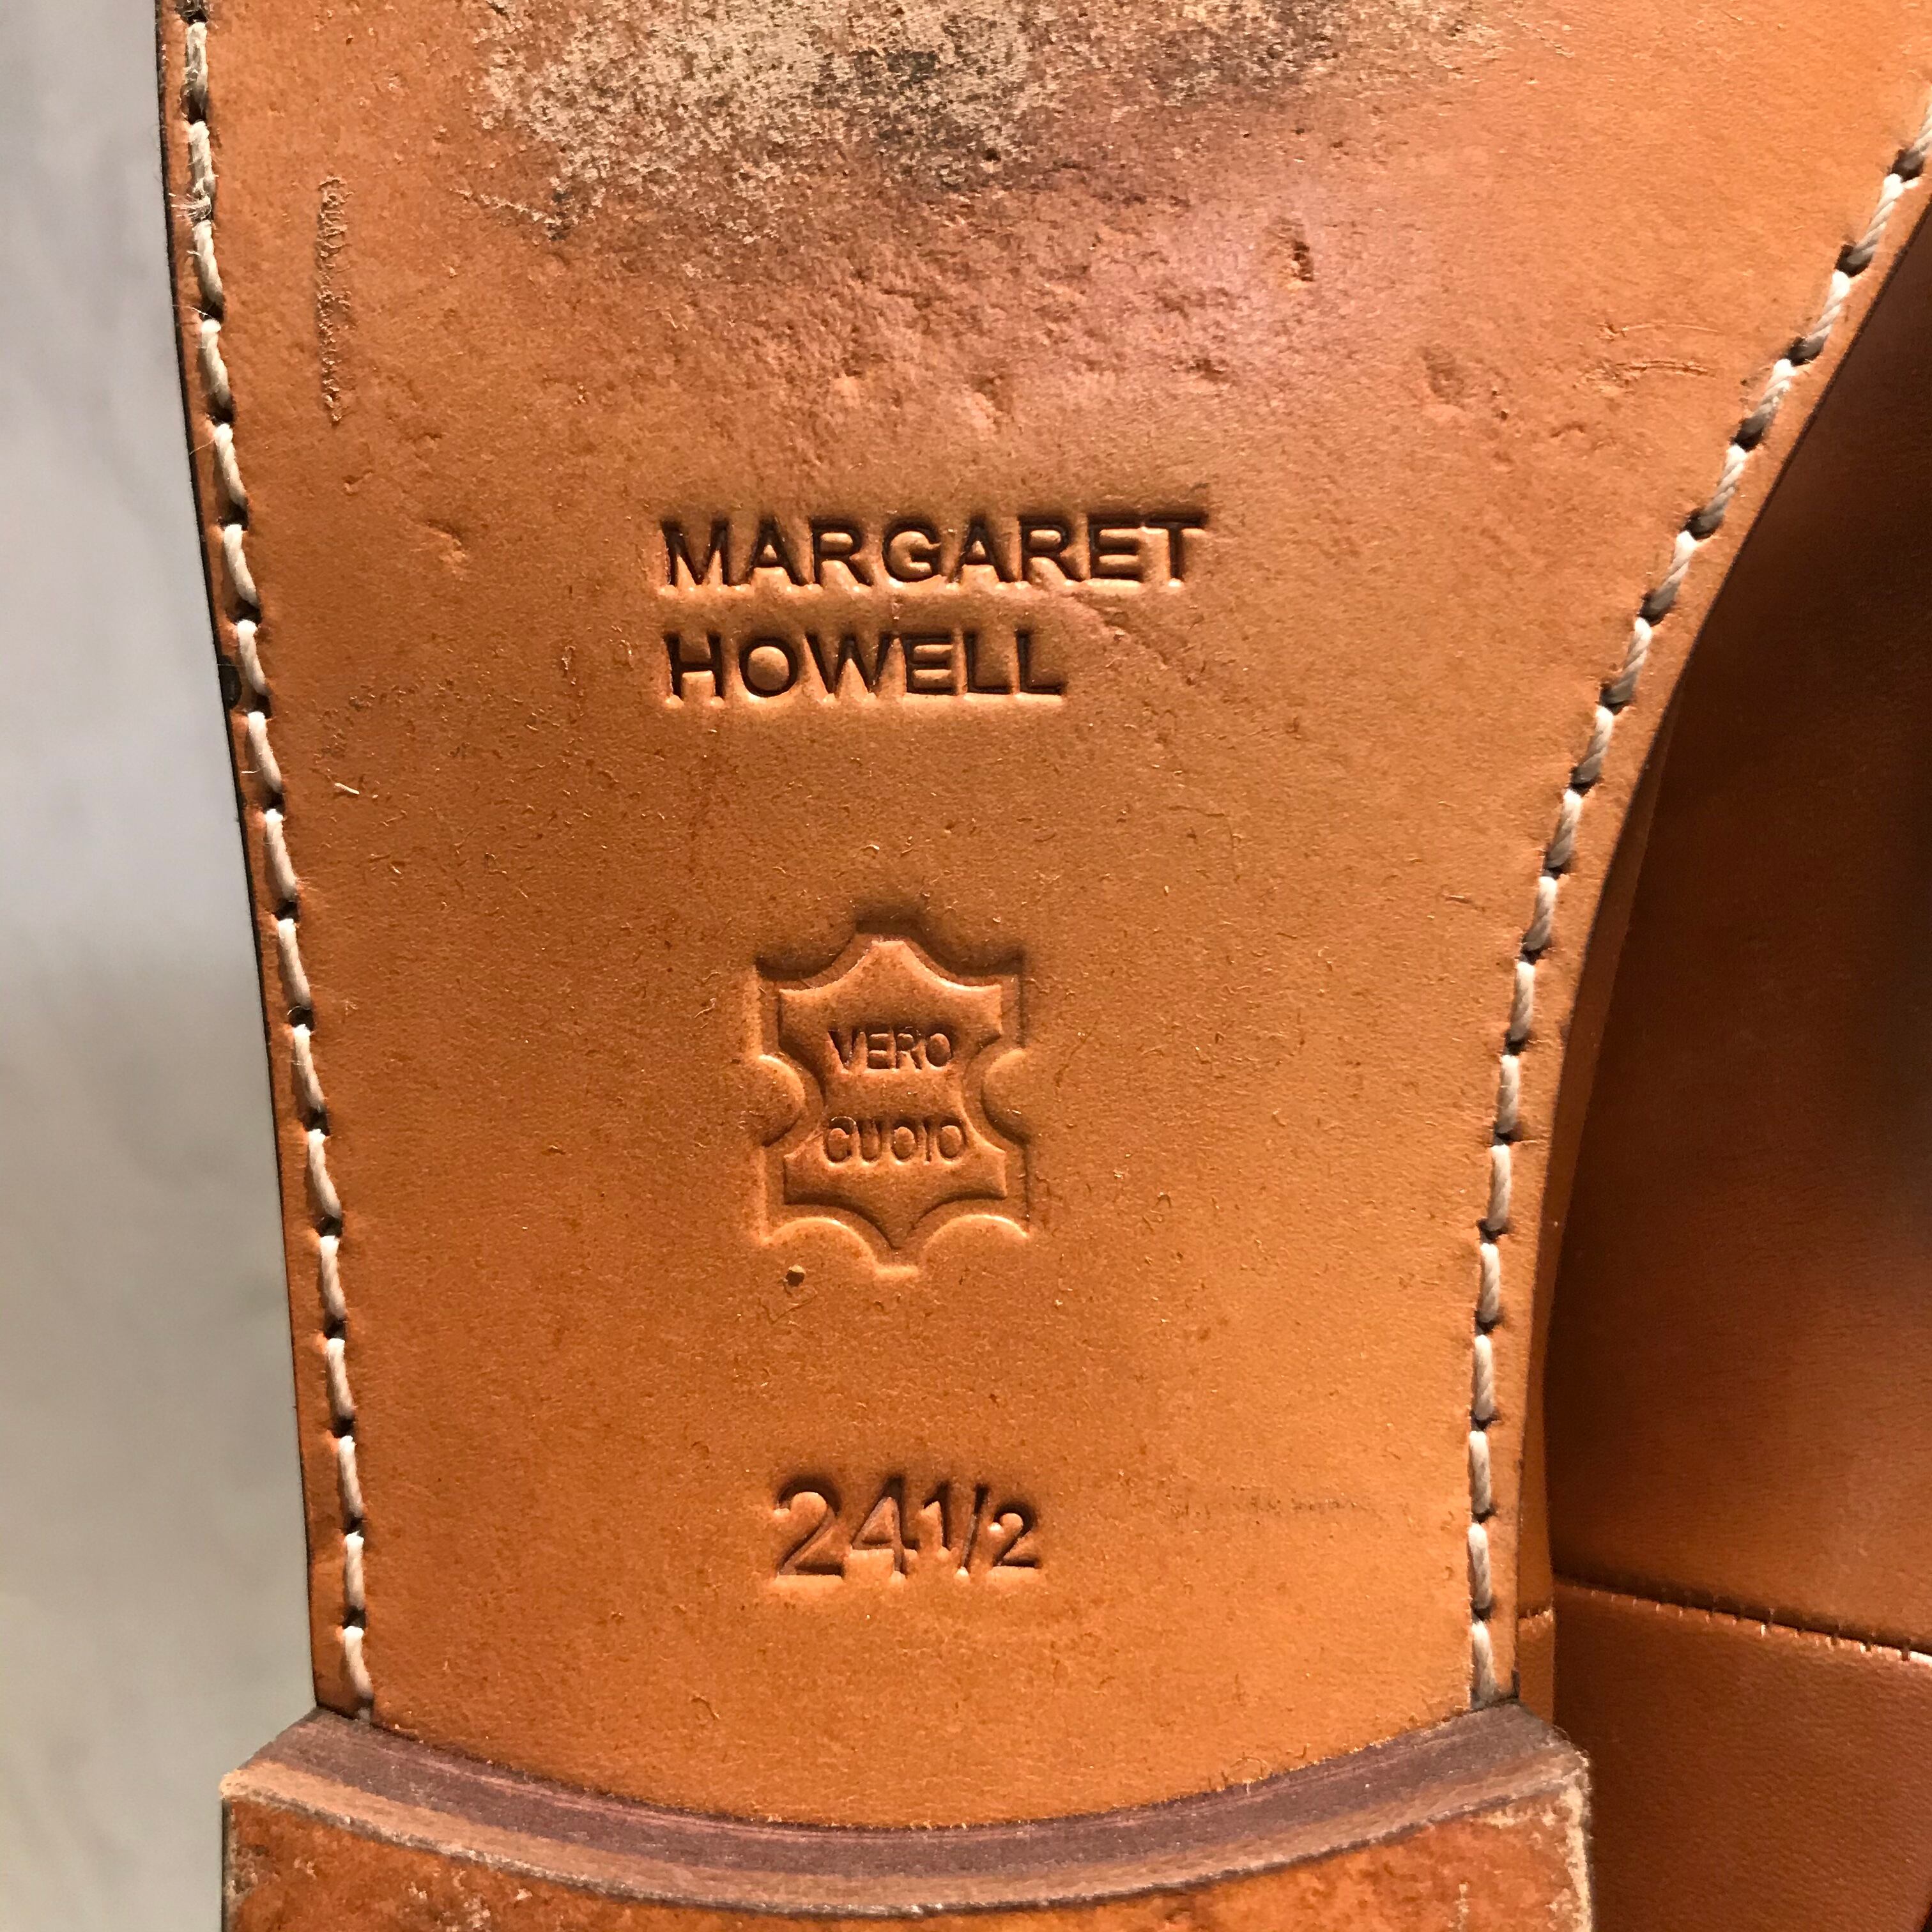 MARGARET
HOWELL
VERO
CUOIO
24 1/2